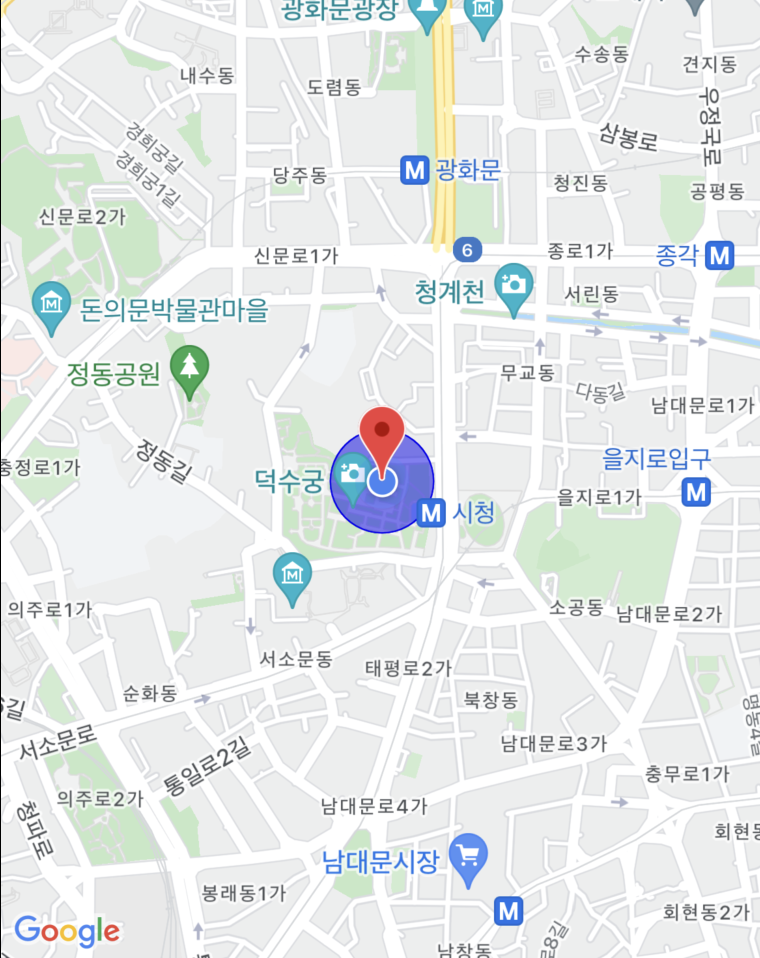 광화문광장
내수동
도렴동
수송동
견지동
우정국로
경희궁길
경희궁1길
삼봉로
당주동
M 광화문
청진동
공평동
신문로2가
신문로1가
6
종로1가
종각 M
청계천
서린동
돈의문박물관마을
정동공원
무교동
다동길
남대문로1가
을지로입구
M
정동길
충정로1가
덕수궁
M 시청
을지로1가
의주로1가
소공동
남대문로2가
서소문동
태평로2가
순화동
북창동
서소문로
남대문로3가
명동4길
통일로2길
충무로1가
의주로2가
남대문로4가
청파로
회현동
남대문시장
봉래동1가
M
회현동2가
Google
남창동
로8길